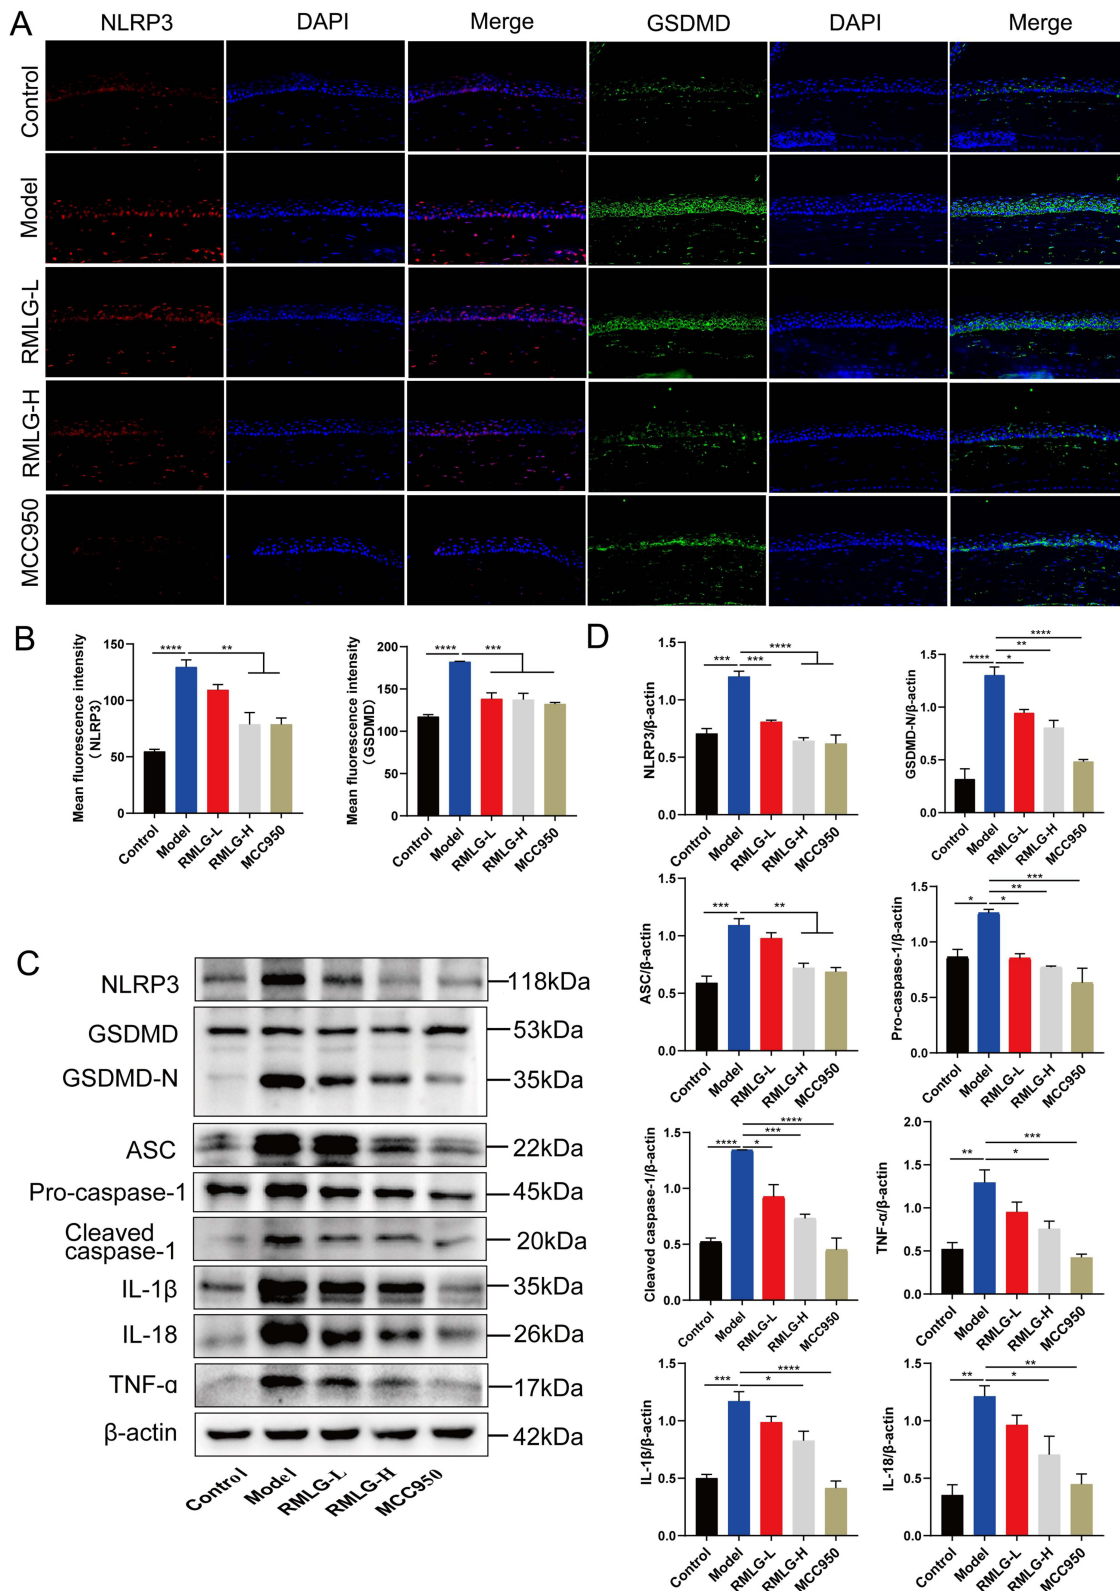 A
NLRP3 DAPI Merge GSDMD DAPI Merge
Control
Model
RMLG-L
RMLG-H
MCC950
B
Mean fluorescence intensity
(NLRP3)
150
100
50
0
**** **
Control Model RMLG-L RMLG-H MCC950
Mean fluorescence intensity
(GSDMD)
200
150
100
50
0
**** ***
Control Model RMLG-L RMLG-H MCC950
C
NLRP3 118kDa
GSDMD 53kDa
GSDMD-N 35kDa
ASC 22kDa
Pro-caspase-1 45kDa
Cleaved
caspase-1 20kDa
IL-1β 35kDa
IL-18 26kDa
TNF-α 17kDa
β-actin 42kDa
Control Model RMLG-L RMLG-H MCC950
D
NLRP3/β-actin
1.5
1.0
0.5
0.0
****
*** ***
Control Model RMLG-L RMLG-H MCC950
GSDMD-N/β-actin
1.5
1.0
0.5
0.0
****
**
**** *
Control Model RMLG-L RMLG-H MCC950
ASC/β-actin
1.5
1.0
0.5
0.0
*** **
Control Model RMLG-L RMLG-H MCC950
Pro-caspase-1/β-actin
1.5
1.0
0.5
0.0
***
**
* *
Control Model RMLG-L RMLG-H MCC950
Cleaved caspase-1/β-actin
1.5
1.0
0.5
0.0
****
***
**** *
Control Model RMLG-L RMLG-H MCC950
TNF-α/β-actin
2.0
1.5
1.0
0.5
0.0
***
** *
Control Model RMLG-L RMLG-H MCC950
IL-1β/β-actin
1.5
1.0
0.5
0.0
****
*** *
Control Model RMLG-L RMLG-H MCC950
IL-18/β-actin
1.5
1.0
0.5
0.0
**
** *
Control Model RMLG-L RMLG-H MCC950